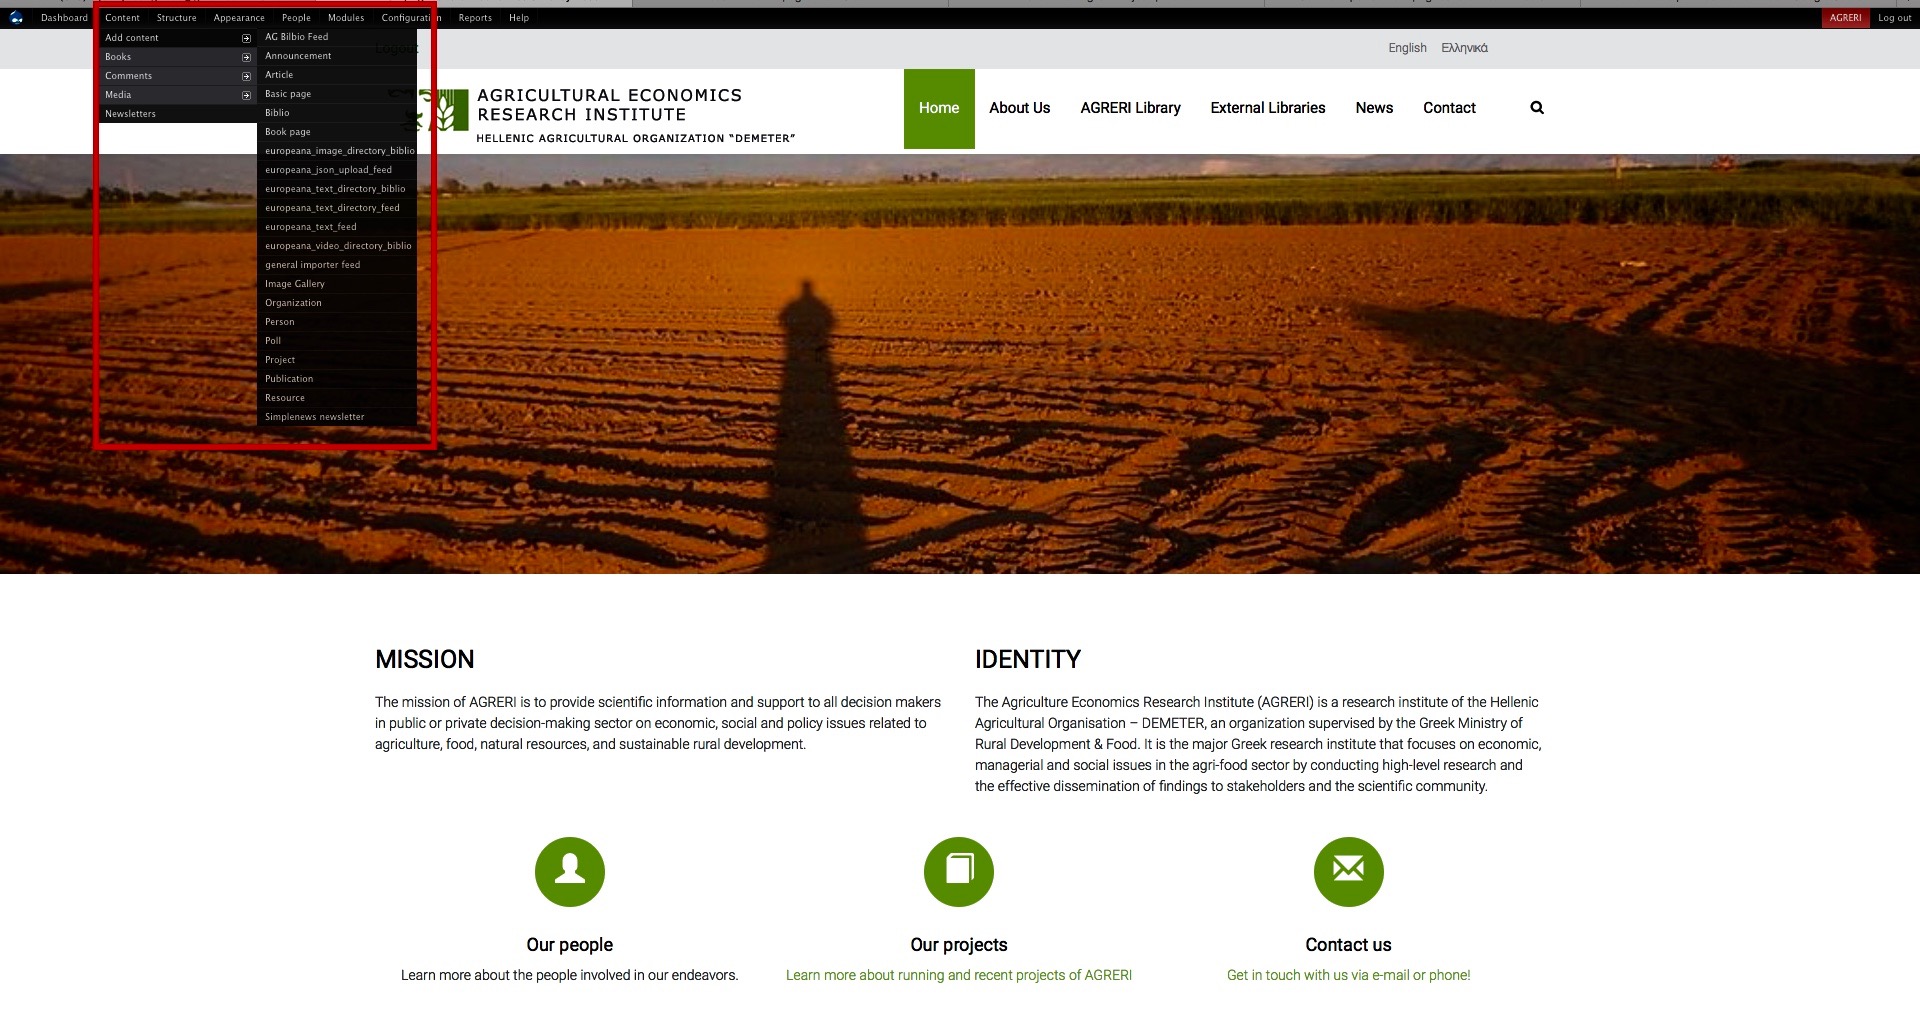 Dashboard Content Structure Appearance People Modules Configuration Reports Help AGRERI Log out
Add content
Books
Comments
Media
Newsletters
AG Bilbio Feed
Announcement
Article
Basic page
Biblio
Book page
europeana_image_directory_biblio
europeana_json_upload_feed
europeana_text_directory_biblio
europeana_text_directory_feed
europeana_text_feed
europeana_video_directory_biblio
general importer feed
Image Gallery
Organization
Person
Poll
Project
Publication
Resource
Simplenews newsletter
English Ελληνικά
AGRICULTURAL ECONOMICS
RESEARCH INSTITUTE
HELLENIC AGRICULTURAL ORGANIZATION “DEMETER”
Home About Us AGRERI Library External Libraries News Contact
MISSION
The mission of AGRERI is to provide scientific information and support to all decision makers
in public or private decision-making sector on economic, social and policy issues related to
agriculture, food, natural resources, and sustainable rural development.
IDENTITY
The Agriculture Economics Research Institute (AGRERI) is a research institute of the Hellenic
Agricultural Organisation – DEMETER, an organization supervised by the Greek Ministry of
Rural Development & Food. It is the major Greek research institute that focuses on economic,
managerial and social issues in the agri-food sector by conducting high-level research and
the effective dissemination of findings to stakeholders and the scientific community.
Our people
Learn more about the people involved in our endeavors.
Our projects
Learn more about running and recent projects of AGRERI
Contact us
Get in touch with us via e-mail or phone!